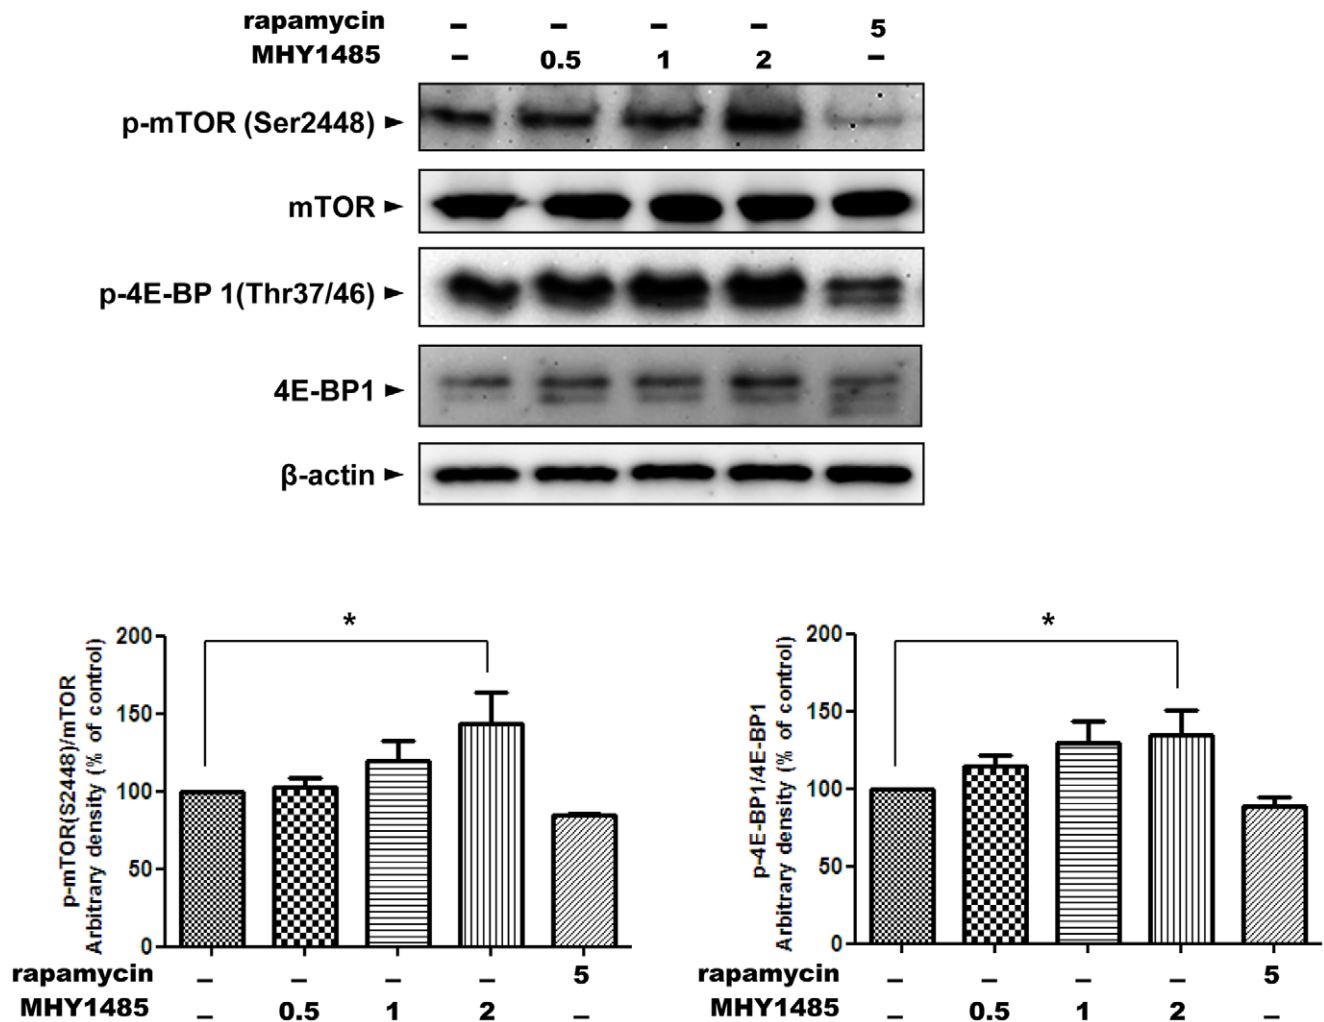 rapamycin – – – – 5
MHY1485 – 0.5 1 2 –
p-mTOR (Ser2448)
mTOR
p-4E-BP 1(Thr37/46)
4E-BP1
β-actin
p-mTOR(S2448)/mTOR
Arbitrary density (% of control)
200
150
100
50
0
*
rapamycin – – – – 5
MHY1485 – 0.5 1 2 –
p-4E-BP1/4E-BP1
Arbitrary density (% of control)
200
150
100
50
0
*
rapamycin – – – – 5
MHY1485 – 0.5 1 2 –